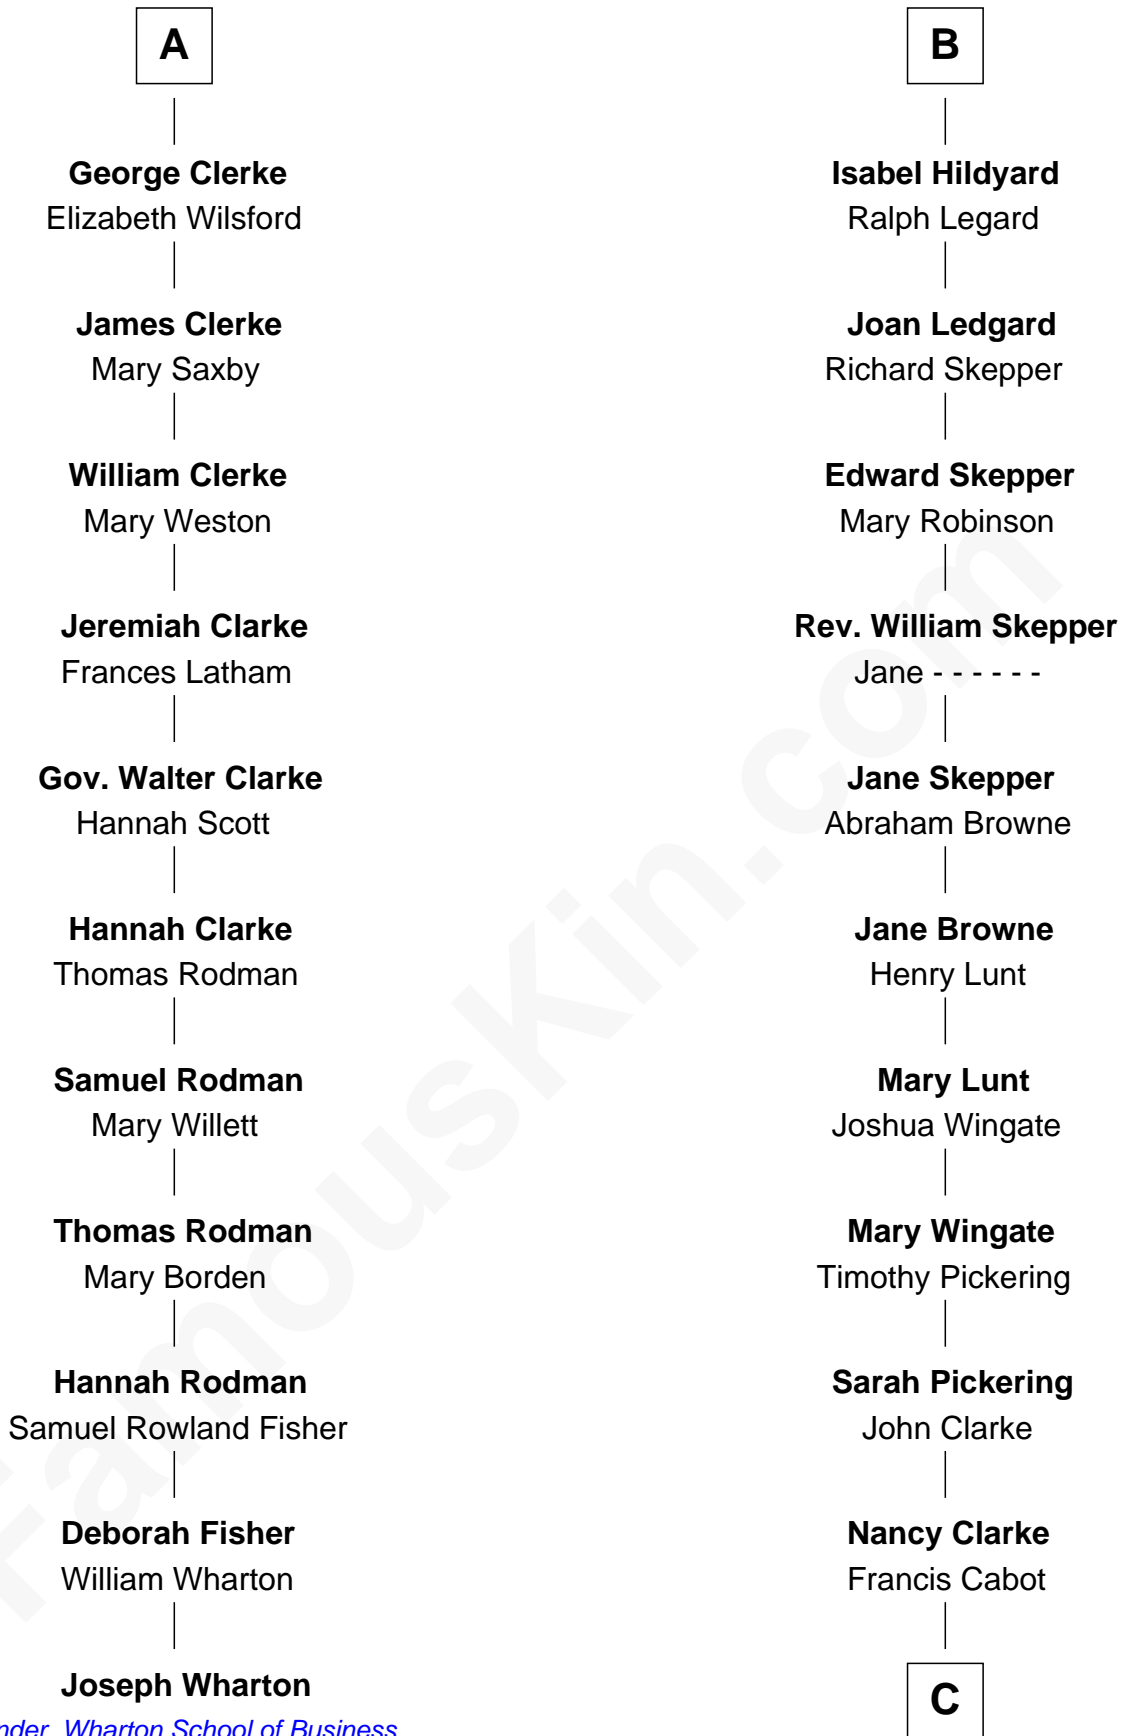 A
George Clerke
Elizabeth Wilsford
James Clerke
Mary Saxby
William Clerke
Mary Weston
Jeremiah Clarke
Frances Latham
Gov. Walter Clarke
Hannah Scott
Hannah Clarke
Thomas Rodman
Samuel Rodman
Mary Willett
Thomas Rodman
Mary Borden
Hannah Rodman
Samuel Rowland Fisher
Deborah Fisher
William Wharton
Joseph Wharton
Wharton School of Business
B
Isabel Hildyard
Ralph Legard
Joan Ledgard
Richard Skepper
Edward Skepper
Mary Robinson
Rev. William Skepper
Jane - - - - - -
Jane Skepper
Abraham Browne
Jane Browne
Henry Lunt
Mary Lunt
Joshua Wingate
Mary Wingate
Timothy Pickering
Sarah Pickering
John Clarke
Nancy Clarke
Francis Cabot
C
FamousKin.com